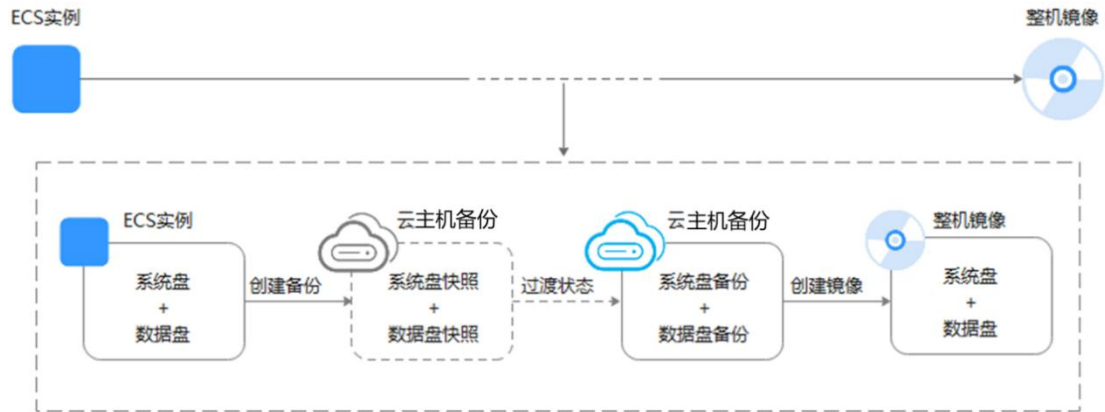 ECS实例
整机镜像
ECS实例
云主机备份
云主机备份
整机镜像
系统盘
+
数据盘
创建备份
系统盘快照
+
数据盘快照
过渡状态
系统盘备份
+
数据盘备份
创建镜像
系统盘
+
数据盘